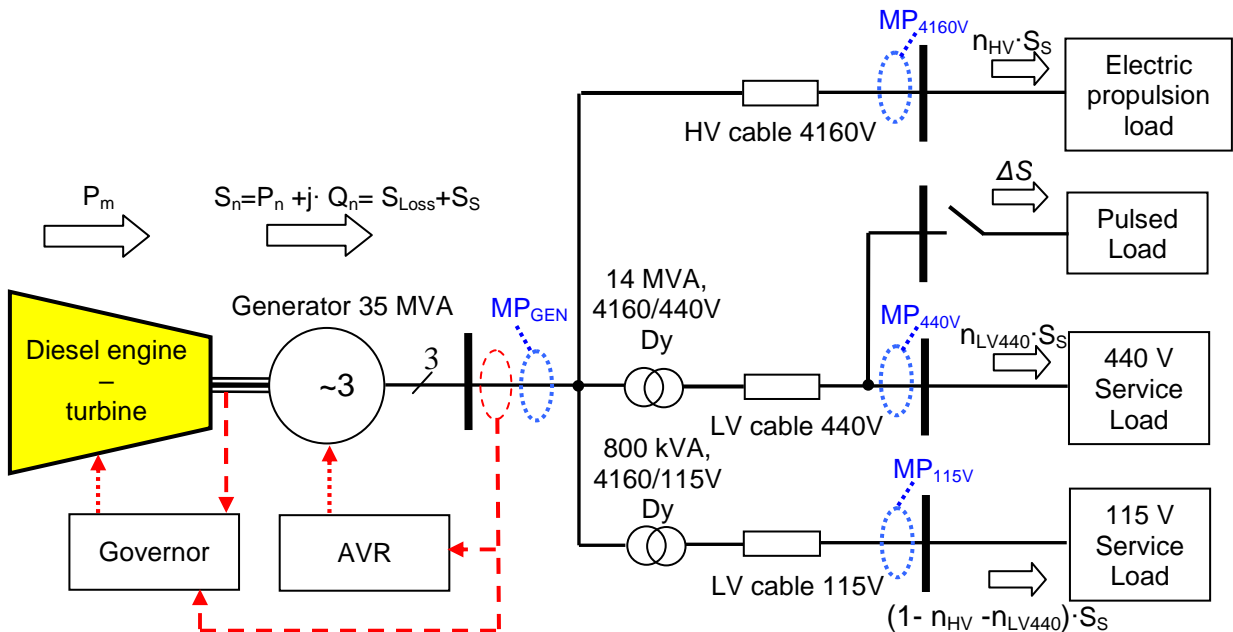 MP4160V
nHV·SS
Electric
propulsion
load
HV cable 4160V
Pm
Sn=Pn +j· Qn= SLoss+SS
ΔS
Pulsed
Load
14 MVA,
4160/440V
Dy
Generator 35 MVA
MPGEN
MP440V
nLV440·SS
Diesel engine
–
turbine
~3
3
440 V
Service
Load
LV cable 440V
800 kVA,
4160/115V
Dy
MP115V
115 V
Service
Load
Governor
AVR
LV cable 115V
(1- nHV -nLV440)·SS